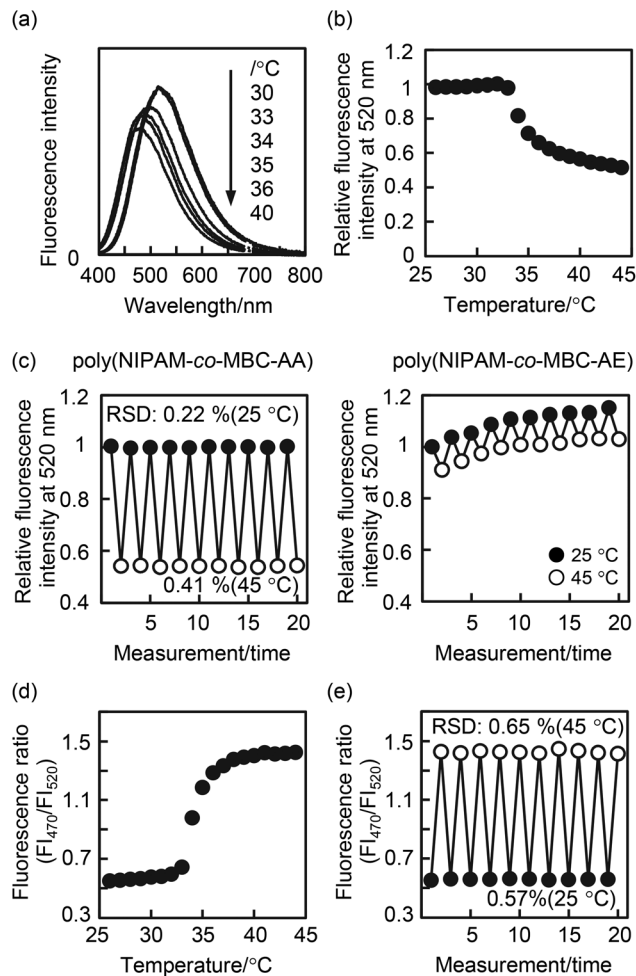 (a)
Fluorescence intensity
0
/°C
30
33
34
35
36
40
400 500 600 700 800
Wavelength/nm
(b)
Relative fluorescence
intensity at 520 nm
1.2
1
0.8
0.6
0.4
0.2
0
25 30 35 40 45
Temperature/°C
(c)
poly(NIPAM-co-MBC-AA)
Relative fluorescence
intensity at 520 nm
1.2
1
0.8
0.6
0.4
RSD: 0.22 %(25 °C)
0.41 %(45 °C)
5 10 15 20
Measurement/time
poly(NIPAM-co-MBC-AE)
Relative fluorescence
intensity at 520 nm
1.2
1
0.8
0.6
0.4
25 °C
45 °C
5 10 15 20
Measurement/time
(d)
Fluorescence ratio
(FI470/FI520)
1.5
1.1
0.7
0.3
25 30 35 40 45
Temperature/°C
(e)
Fluorescence ratio
(FI470/FI520)
1.5
1.1
0.7
0.3
RSD: 0.65 %(45 °C)
0.57%(25 °C)
5 10 15 20
Measurement/time